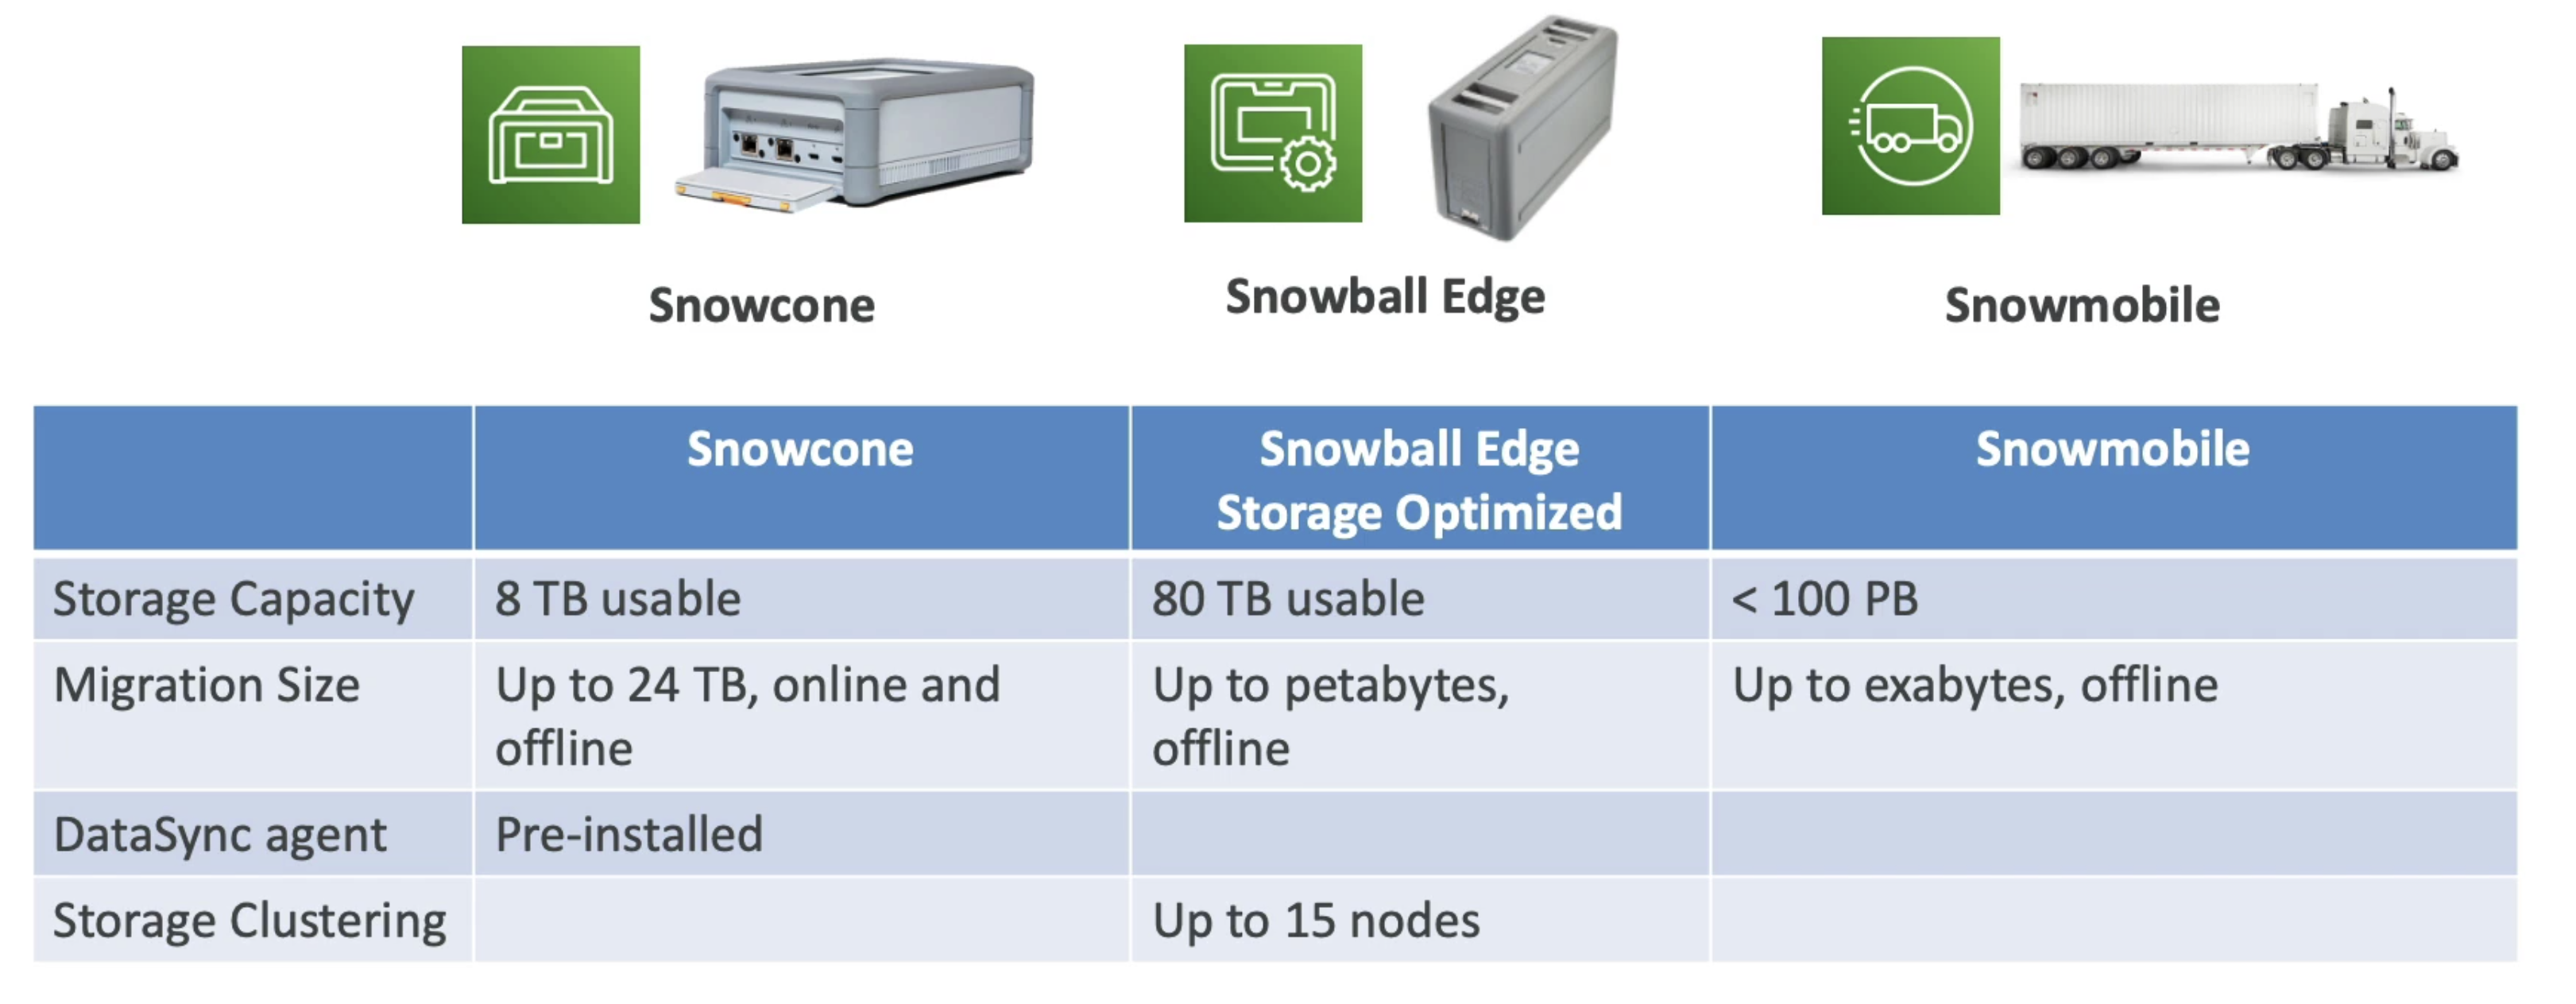 Snowcone
Snowball Edge
Snowmobile
Snowcone
Snowball Edge
Storage Optimized
Snowmobile
Storage Capacity
8 TB usable
80 TB usable
< 100 PB
Migration Size
Up to 24 TB, online and
offline
Up to petabytes,
offline
Up to exabytes, offline
DataSync agent
Pre-installed
Storage Clustering
Up to 15 nodes